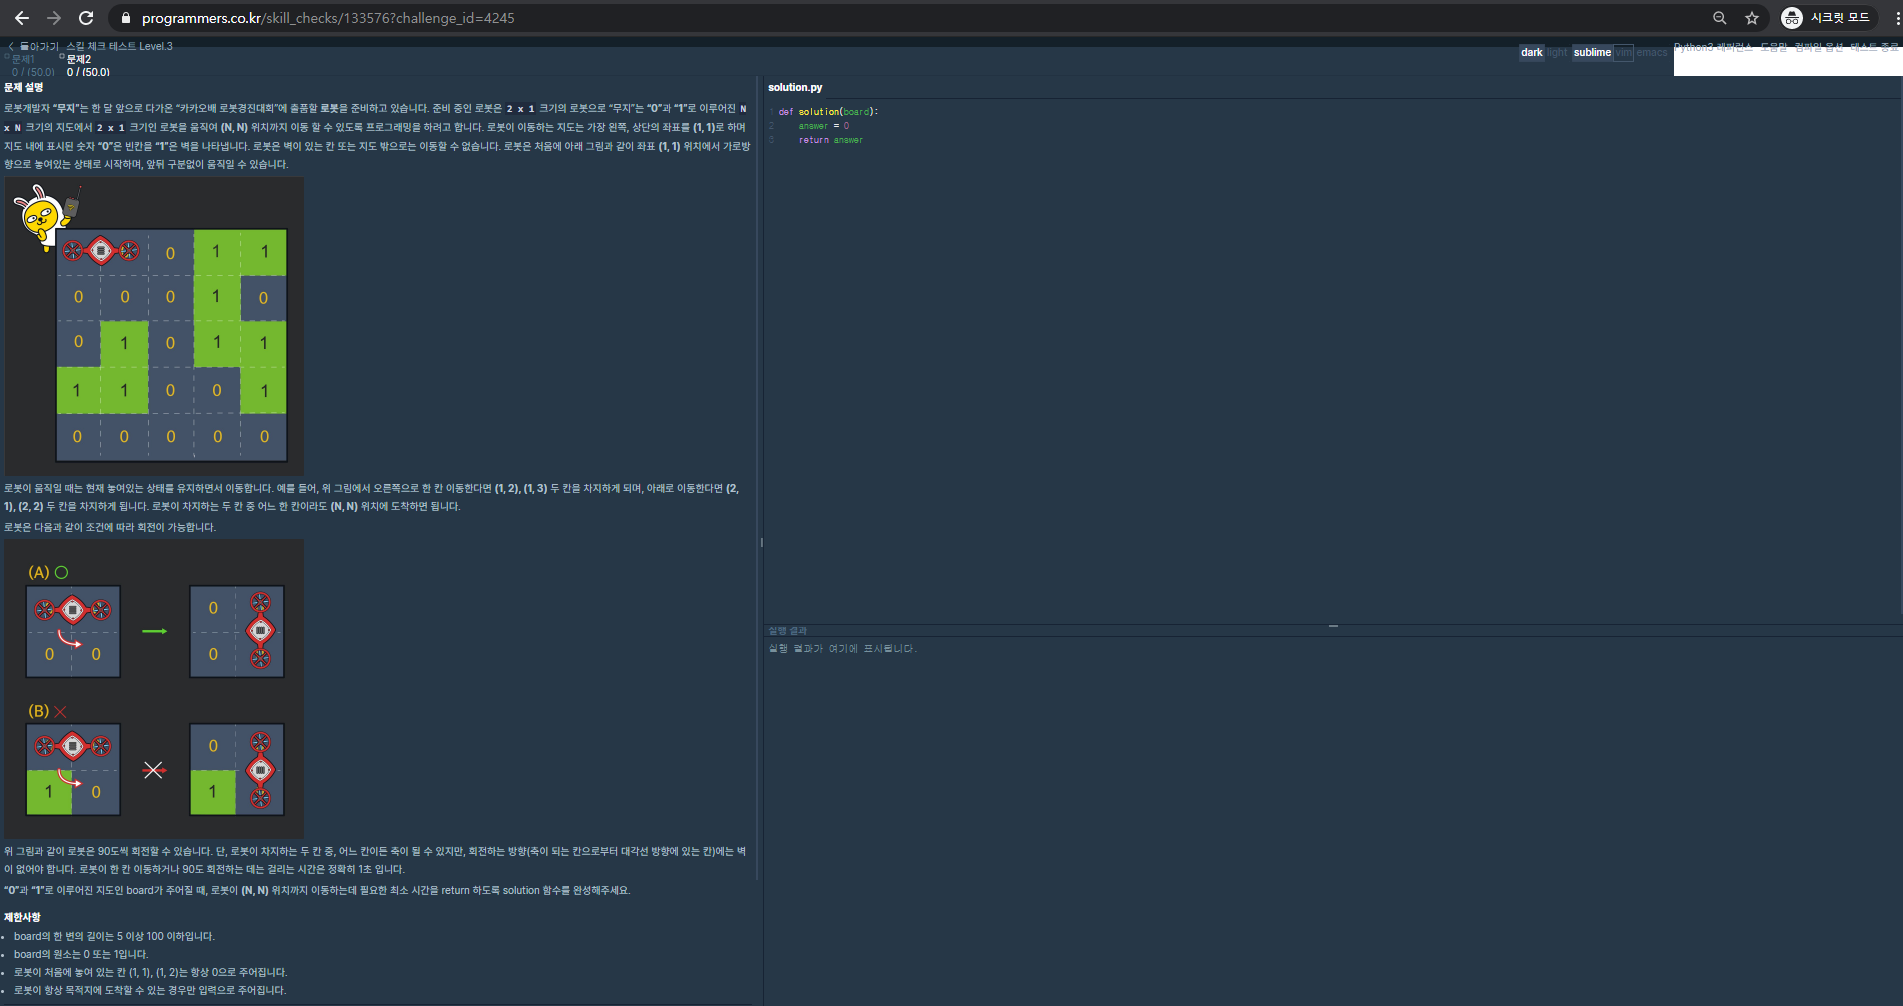 programmers.co.kr/skill_checks/133576?challenge_id=4245
시크릿 모드
돌아가기 스킬 체크 테스트 Level.3
문제1
0 / (50.0)
문제2
0 / (50.0)
dark light sublime vim emacs
Python3 레퍼런스 도움말 컴파일 옵션 테스트 종료
문제 설명
로봇개발자 “무지”는 한 달 앞으로 다가온 “카카오배 로봇경진대회”에 출품할 로봇을 준비하고 있습니다. 준비 중인 로봇은 2 x 1 크기의 로봇으로 “무지”는 “0”과 “1”로 이루어진 N
x N 크기의 지도에서 2 x 1 크기인 로봇을 움직여 (N, N) 위치까지 이동 할 수 있도록 프로그래밍을 하려고 합니다. 로봇이 이동하는 지도는 가장 왼쪽, 상단의 좌표를 (1, 1)로 하며
지도 내에 표시된 숫자 “0”은 빈칸을 “1”은 벽을 나타냅니다. 로봇은 벽이 있는 칸 또는 지도 밖으로는 이동할 수 없습니다. 로봇은 처음에 아래 그림과 같이 좌표 (1, 1) 위치에서 가로방
향으로 놓여있는 상태로 시작하며, 앞뒤 구분없이 움직일 수 있습니다.
0 1 1
0 0 0 1 0
0 1 0 1 1
1 1 0 0 1
0 0 0 0 0
로봇이 움직일 때는 현재 놓여있는 상태를 유지하면서 이동합니다. 예를 들어, 위 그림에서 오른쪽으로 한 칸 이동한다면 (1, 2), (1, 3) 두 칸을 차지하게 되며, 아래로 이동한다면 (2,
1), (2, 2) 두 칸을 차지하게 됩니다. 로봇이 차지하는 두 칸 중 어느 한 칸이라도 (N, N) 위치에 도착하면 됩니다.
로봇은 다음과 같이 조건에 따라 회전이 가능합니다.
(A)
0
0 0 0
(B)
0
1 0 1
위 그림과 같이 로봇은 90도씩 회전할 수 있습니다. 단, 로봇이 차지하는 두 칸 중, 어느 칸이든 축이 될 수 있지만, 회전하는 방향(축이 되는 칸으로부터 대각선 방향에 있는 칸)에는 벽
이 없어야 합니다. 로봇이 한 칸 이동하거나 90도 회전하는 데는 걸리는 시간은 정확히 1초 입니다.
“0”과 “1”로 이루어진 지도인 board가 주어질 때, 로봇이 (N, N) 위치까지 이동하는데 필요한 최소 시간을 return 하도록 solution 함수를 완성해주세요.
제한사항
board의 한 변의 길이는 5 이상 100 이하입니다.
board의 원소는 0 또는 1입니다.
로봇이 처음에 놓여 있는 칸 (1, 1), (1, 2)는 항상 0으로 주어집니다.
로봇이 항상 목적지에 도착할 수 있는 경우만 입력으로 주어집니다.
solution.py
1 def solution(board):
2 answer = 0
return answer
실행 결과
실행 결과가 여기에 표시됩니다.